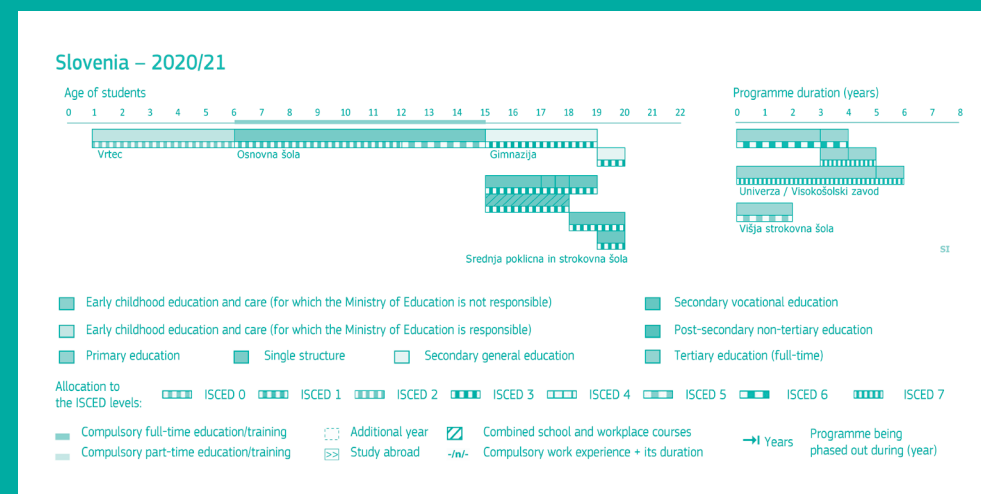 Slovenia – 2020/21
Age of students
Programme duration (years)
0 1 2 3 4 5 6 7 8 9 10 11 12 13 14 15 16 17 18 19 20 21 22
0 1 2 3 4 5 6 7 8
Vrtec
Osnovna šola
Gimnazija
Univerza / Visokošolski zavod
Višja strokovna šola
SI
Srednja poklicna in strokovna šola
Early childhood education and care (for which the Ministry of Education is not responsible)
Secondary vocational education
Early childhood education and care (for which the Ministry of Education is responsible)
Post-secondary non-tertiary education
Primary education
Single structure
Secondary general education
Tertiary education (full-time)
Allocation to
the ISCED levels:
ISCED 0 ISCED 1 ISCED 2 ISCED 3 ISCED 4 ISCED 5 ISCED 6 ISCED 7
Compulsory full-time education/training
Additional year
Combined school and workplace courses
Compulsory part-time education/training
>> Study abroad
-/n/- Compulsory work experience + its duration
Years
Programme being
phased out during (year)